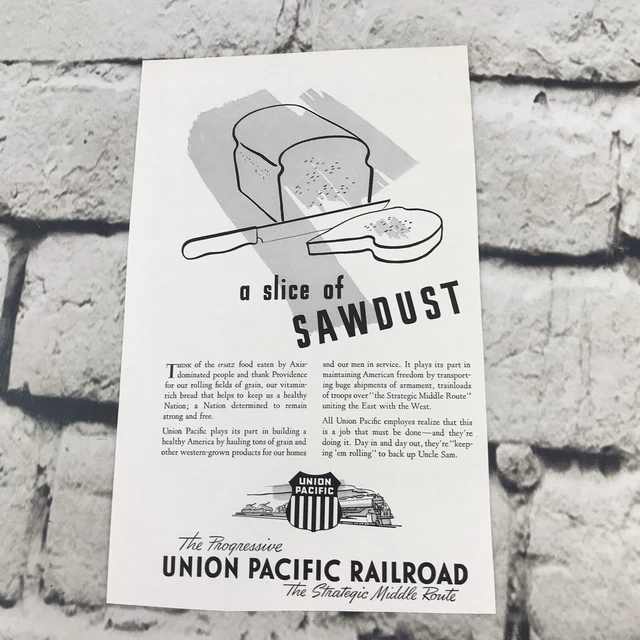 a slice of
SAWDUST
THINK of the ersatz food eaten by Axis-
dominated people and thank Providence
for our rolling fields of grain, our vitamin-
rich bread that helps to keep us a healthy
Nation; a Nation determined to remain
strong and free.
Union Pacific plays its part in building a
healthy America by hauling tons of grain and
other western-grown products for our homes
and our men in service. It plays its part in
maintaining American freedom by transport-
ing huge shipments of armament, trainloads
of troops over "the Strategic Middle Route"
uniting the East with the West.
All Union Pacific employes realize that this
is a job that must be done—and they're
doing it. Day in and day out, they're "keep-
ing 'em rolling" to back up Uncle Sam.
UNION
PACIFIC
The Progressive
UNION PACIFIC RAILROAD
The Strategic Middle Route